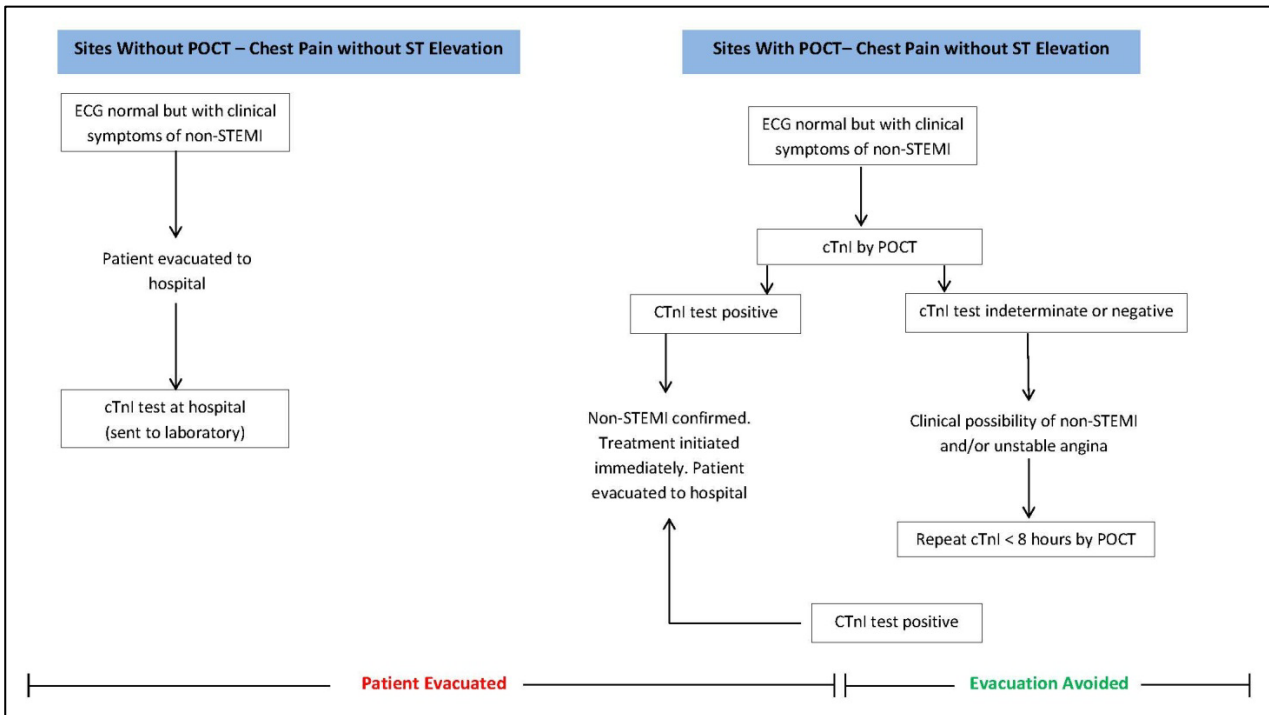 Sites Without POCT – Chest Pain without ST Elevation
ECG normal but with clinical
symptoms of non-STEMI
Patient evacuated to
hospital
cTnI test at hospital
(sent to laboratory)
Sites With POCT– Chest Pain without ST Elevation
ECG normal but with clinical
symptoms of non-STEMI
cTnI by POCT
CTnI test positive
cTnI test indeterminate or negative
Non-STEMI confirmed.
Treatment initiated
immediately. Patient
evacuated to hospital
Clinical possibility of non-STEMI
and/or unstable angina
Repeat cTnI < 8 hours by POCT
CTnI test positive
Patient Evacuated
Evacuation Avoided